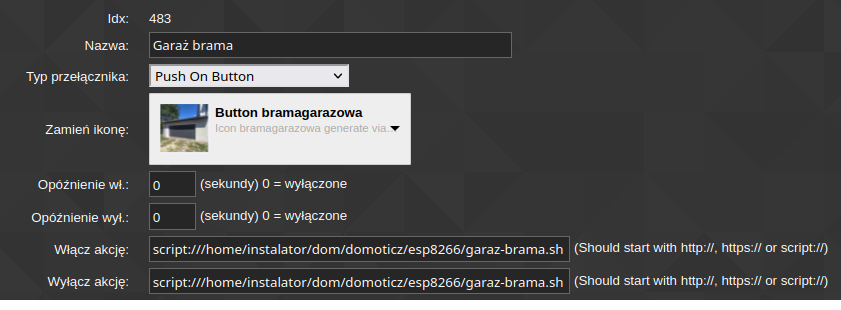 Idx: 483
Nazwa: Garaż brama
Typ przełącznika: Push On Button
Zamień ikonę: Button bramagarazowa
Icon bramagarazowa generate via...
Opóźnienie wł.: 0 (sekundy) 0 = wyłączone
Opóźnienie wył.: 0 (sekundy) 0 = wyłączone
Włącz akcję: script:///home/instalator/dom/domoticz/esp8266/garaz-brama.sh (Should start with http://, https:// or script://)
Wyłącz akcję: script:///home/instalator/dom/domoticz/esp8266/garaz-brama.sh (Should start with http://, https:// or script://)